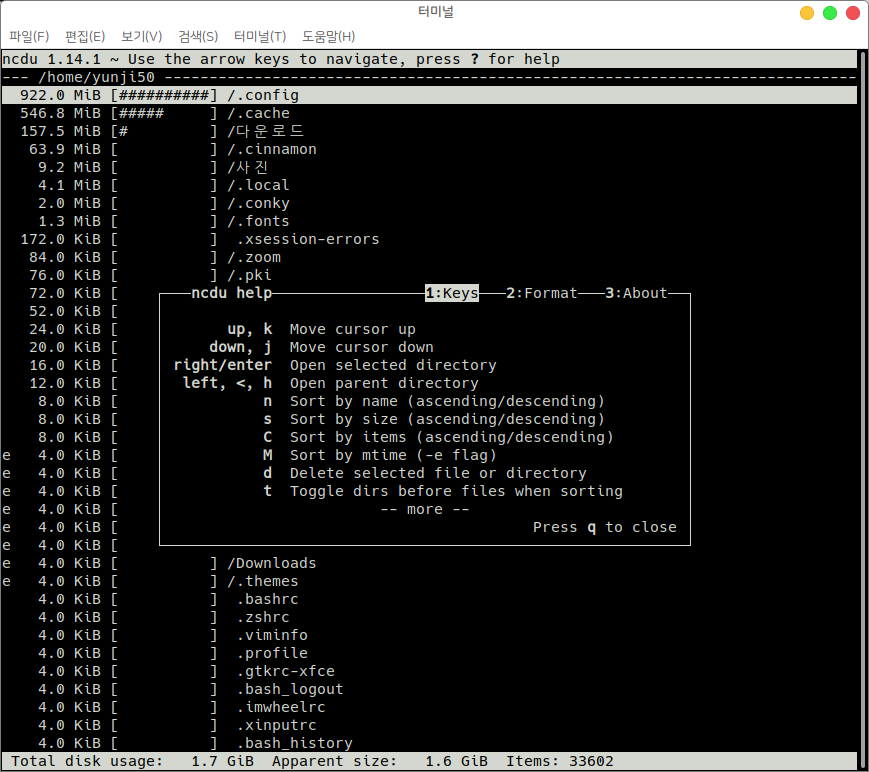 터미널
파일(F) 편집(E) 보기(V) 검색(S) 터미널(T) 도움말(H)
ncdu 1.14.1 ~ Use the arrow keys to navigate, press ? for help
--- /home/yunji50 -----------------------------------------------------------------------------
922.0 MiB [##########] /.config
546.8 MiB [#####     ] /.cache
157.5 MiB [#         ] /다운로드
63.9 MiB [          ] /.cinnamon
9.2 MiB [          ] /사진
4.1 MiB [          ] /.local
2.0 MiB [          ] /.conky
1.3 MiB [          ] /.fonts
172.0 KiB [          ]  .xsession-errors
84.0 KiB [          ] /.zoom
76.0 KiB [          ] /.pki
72.0 KiB [ ncdu help 1:Keys 2:Format 3:About
52.0 KiB [
24.0 KiB [ up, k Move cursor up
20.0 KiB [ down, j Move cursor down
16.0 KiB [ right/enter Open selected directory
12.0 KiB [ left, <, h Open parent directory
8.0 KiB [ n Sort by name (ascending/descending)
8.0 KiB [ s Sort by size (ascending/descending)
8.0 KiB [ C Sort by items (ascending/descending)
e 4.0 KiB [ M Sort by mtime (-e flag)
e 4.0 KiB [ d Delete selected file or directory
e 4.0 KiB [ t Toggle dirs before files when sorting
e 4.0 KiB [ -- more --
e 4.0 KiB [ Press q to close
e 4.0 KiB [
e 4.0 KiB [          ] /Downloads
e 4.0 KiB [          ] /.themes
4.0 KiB [          ]  .bashrc
4.0 KiB [          ]  .zshrc
4.0 KiB [          ]  .viminfo
4.0 KiB [          ]  .profile
4.0 KiB [          ]  .gtkrc-xfce
4.0 KiB [          ]  .bash_logout
4.0 KiB [          ]  .imwheelrc
4.0 KiB [          ]  .xinputrc
4.0 KiB [          ]  .bash_history
Total disk usage: 1.7 GiB Apparent size: 1.6 GiB Items: 33602